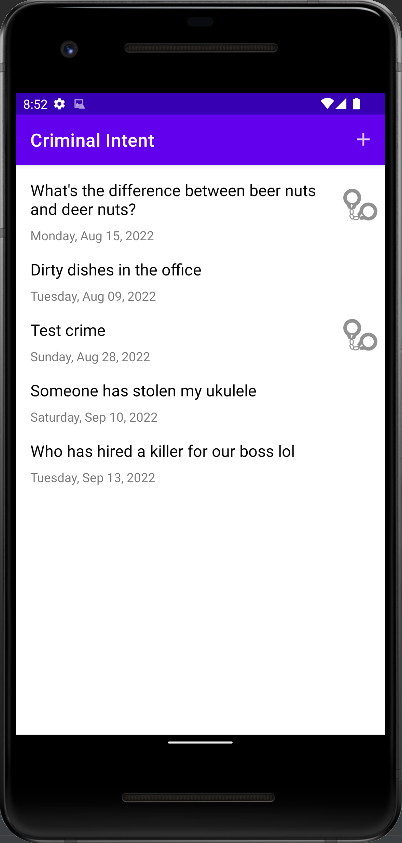 8:52
Criminal Intent
What's the difference between beer nuts
and deer nuts?
Monday, Aug 15, 2022
Dirty dishes in the office
Tuesday, Aug 09, 2022
Test crime
Sunday, Aug 28, 2022
Someone has stolen my ukulele
Saturday, Sep 10, 2022
Who has hired a killer for our boss lol
Tuesday, Sep 13, 2022